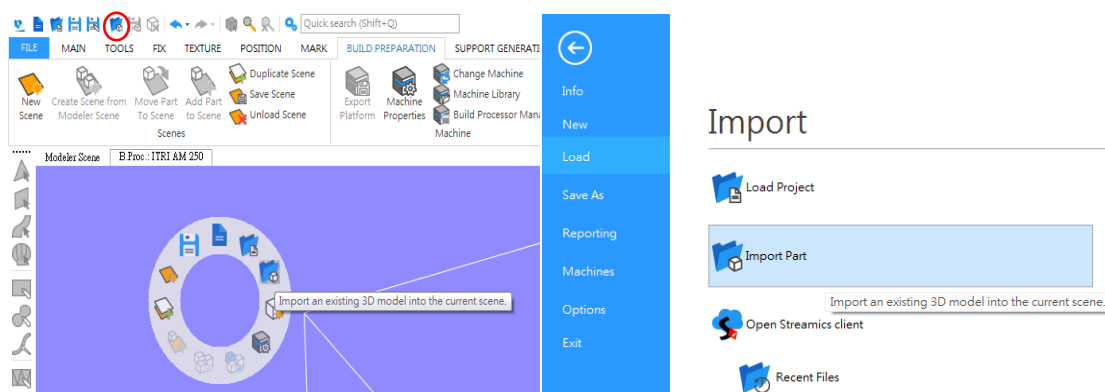 Quick search (Shift+Q)
FILE MAIN TOOLS FIX TEXTURE POSITION MARK BUILD PREPARATION SUPPORT GENERATI
New Scene
Create Scene from Modeler Scene
Move Part To Scene
Add Part to Scene
Duplicate Scene
Save Scene
Unload Scene
Scenes
Export Platform
Machine Properties
Change Machine
Machine Library
Build Processor Man
Machine
Modeler Scene B.Proc.: ITRI AM 250
Import an existing 3D model into the current scene.
Info
New
Load
Save As
Reporting
Machines
Options
Exit
Import
Load Project
Import Part
Import an existing 3D model into the current scene.
Open Streamics client
Recent Files